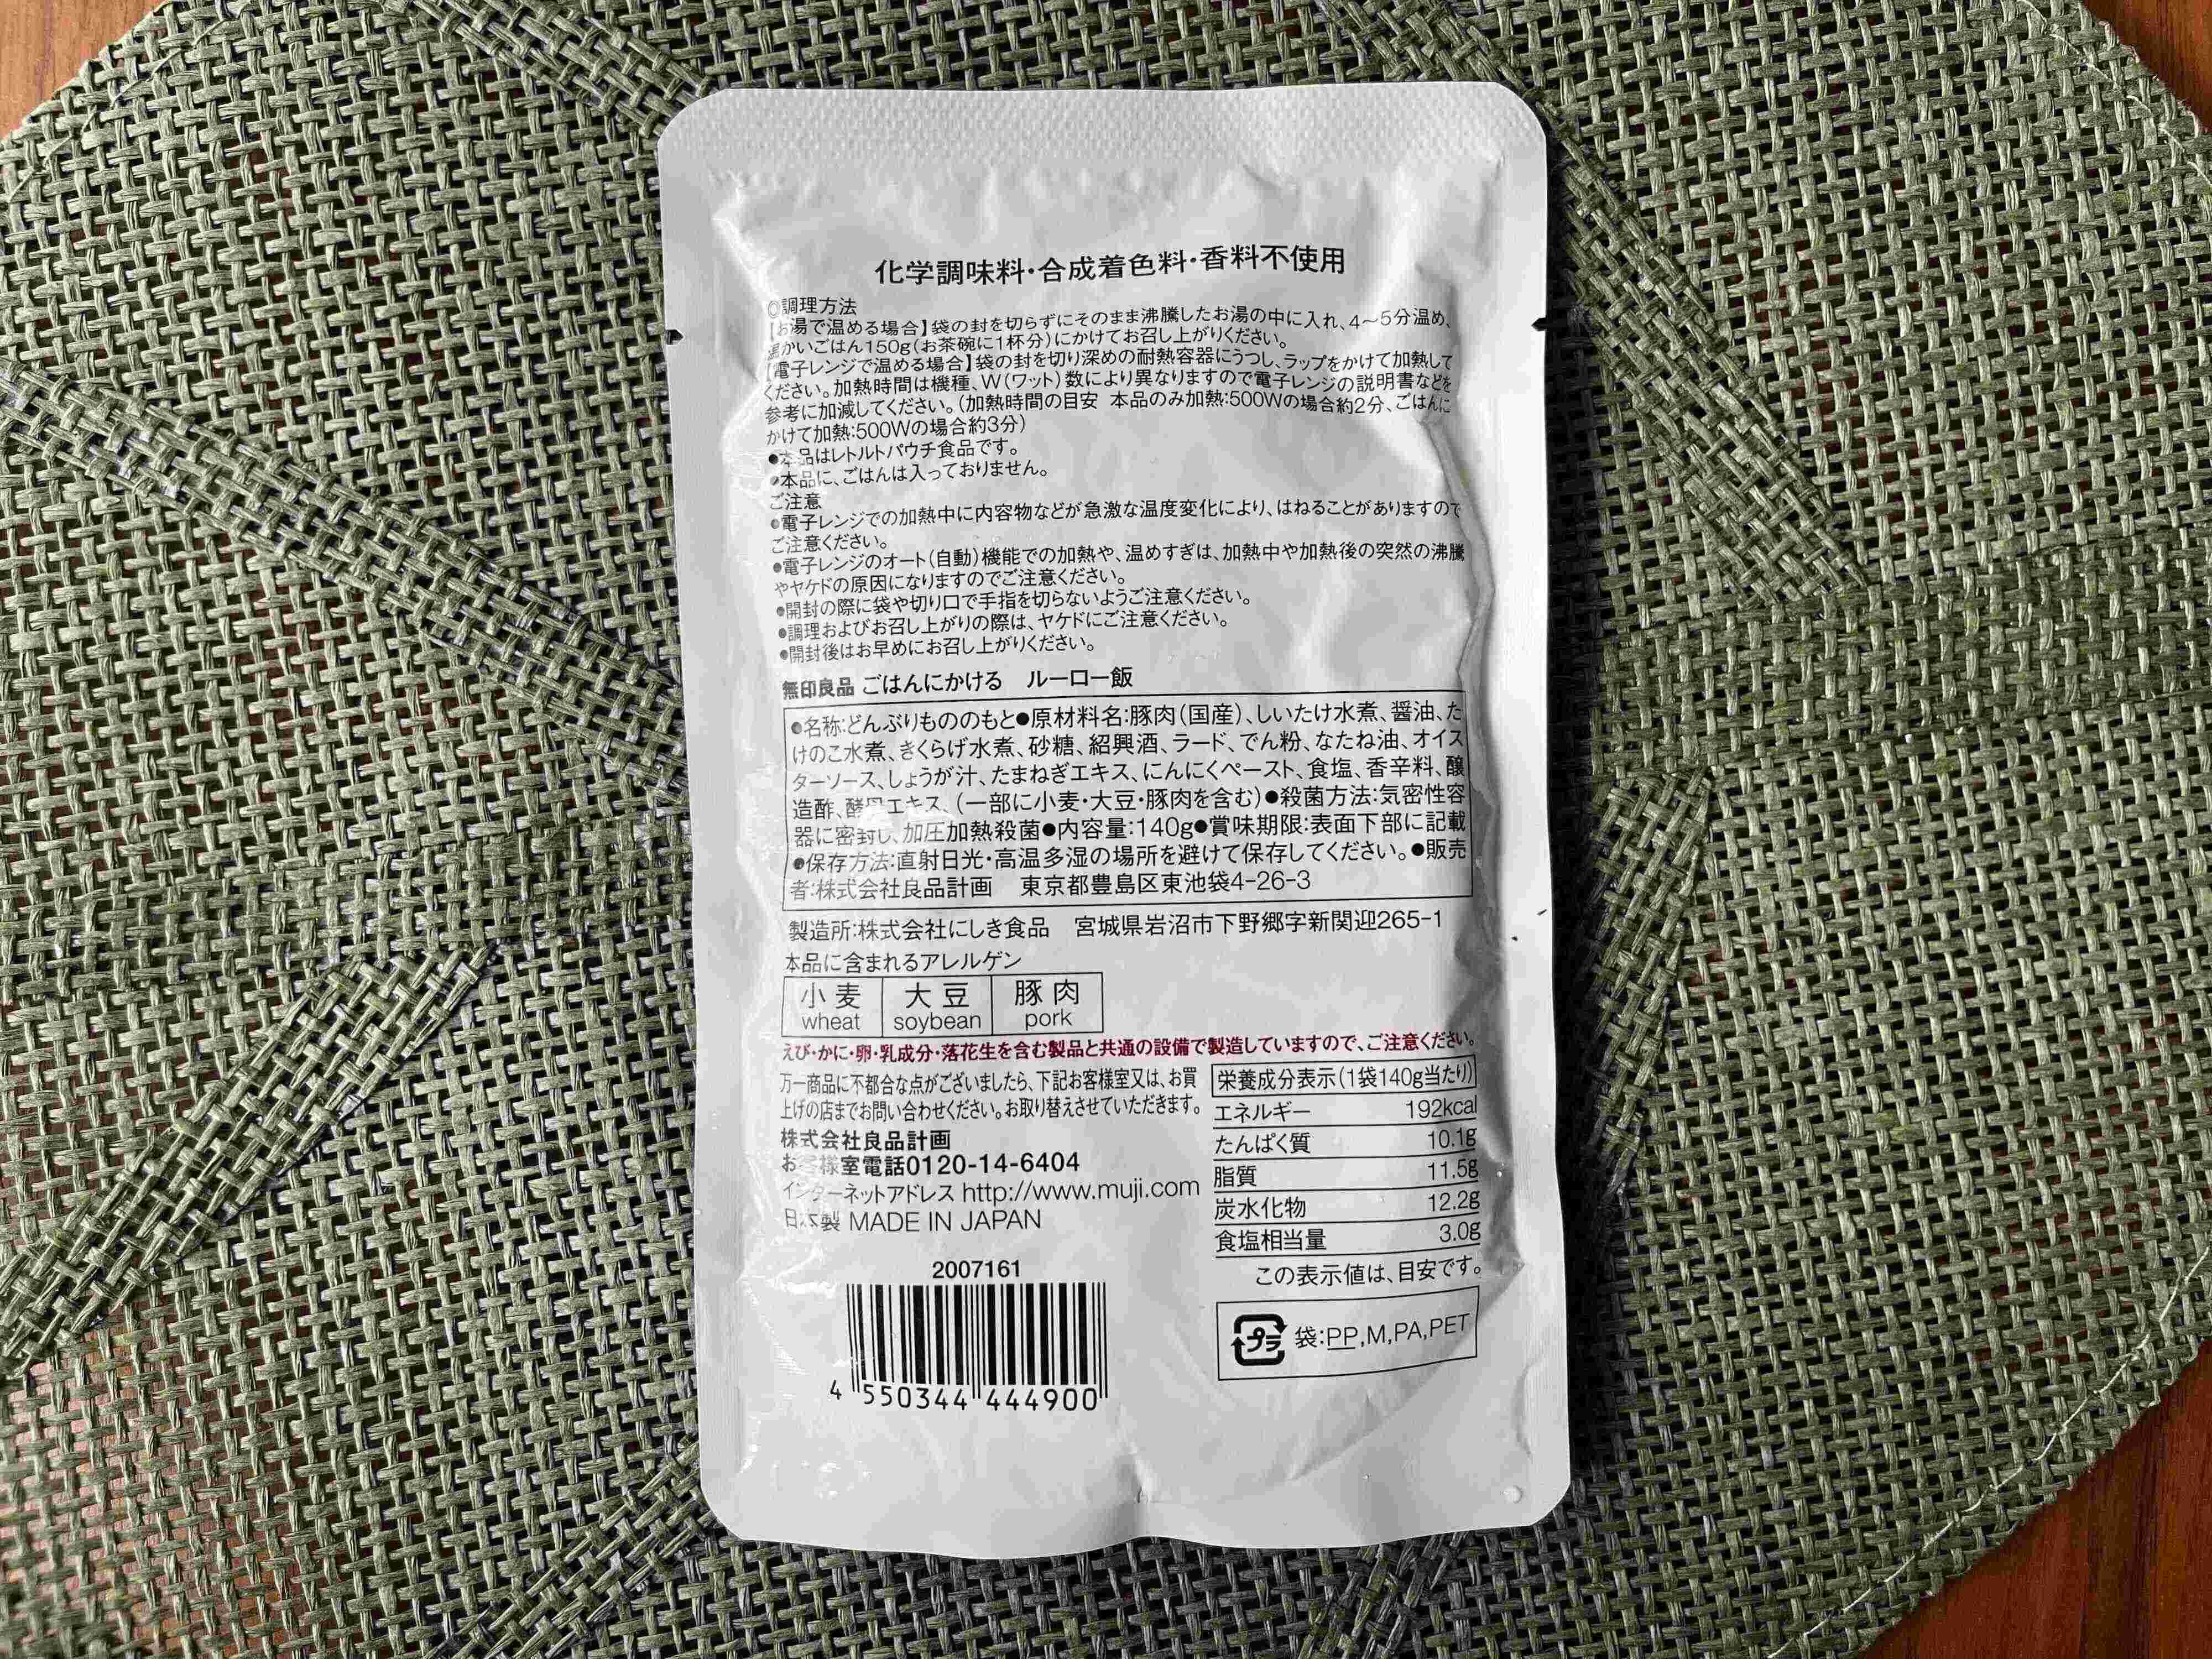 化学調味料・合成着色料・香料不使用
◎調理方法
【お湯で温める場合】袋の封を切らずにそのまま沸騰したお湯の中に入れ、4〜5分温め、
温かいごはん150g(お茶碗に1杯分)にかけてお召し上がりください。
【電子レンジで温める場合】袋の封を切り深めの耐熱容器にうつし、ラップをかけて加熱して
ください。加熱時間は機種、W(ワット)数により異なりますので電子レンジの説明書などを
参考に加減してください。(加熱時間の目安 本品のみ加熱:500Wの場合約2分、ごはんに
かけて加熱:500Wの場合約3分)
●本品はレトルトパウチ食品です。
●本品に、ごはんは入っておりません。
ご注意
●電子レンジでの加熱中に内容物などが急激な温度変化により、はねることがありますので
ご注意ください。
●電子レンジのオート(自動)機能での加熱や、温めすぎは、加熱中や加熱後の突然の沸騰
やヤケドの原因になりますのでご注意ください。
●開封の際に袋や切り口で手指を切らないようご注意ください。
●調理およびお召し上がりの際は、ヤケドにご注意ください。
●開封後はお早めにお召し上がりください。
無印良品 ごはんにかける ルーロー飯
●名称:どんぶりもののもと●原材料名:豚肉(国産)、しいたけ水煮、醤油、た
けのこ水煮、きくらげ水煮、砂糖、紹興酒、ラード、でん粉、なたね油、オイス
ターソース、しょうが汁、たまねぎエキス、にんにくペースト、食塩、香辛料、醸
造酢、酵母エキス、(一部に小麦・大豆・豚肉を含む)●殺菌方法:気密性容
器に密封し、加圧加熱殺菌●内容量:140g●賞味期限:表面下部に記載
●保存方法:直射日光・高温多湿の場所を避けて保存してください。●販売
者:株式会社良品計画 東京都豊島区東池袋4-26-3
製造所:株式会社にしき食品 宮城県岩沼市下野郷字新関迎265-1
本品に含まれるアレルゲン
小麦 大豆 豚肉
wheat soybean pork
えび・かに・卵・乳成分・落花生を含む製品と共通の設備で製造していますので、ご注意ください。
万一商品に不都合な点がございましたら、下記お客様室又は、お買
上げの店までお問い合わせください。お取り替えさせていただきます。
株式会社良品計画
お客様室電話0120-14-6404
インターネットアドレス http://www.muji.com
日本製 MADE IN JAPAN
栄養成分表示(1袋140g当たり)
エネルギー 192kcal
たんぱく質 10.1g
脂質 11.5g
炭水化物 12.2g
食塩相当量 3.0g
この表示値は、目安です。
2007161
4 550344 444900
プラ 袋:PP,M,PA,PET